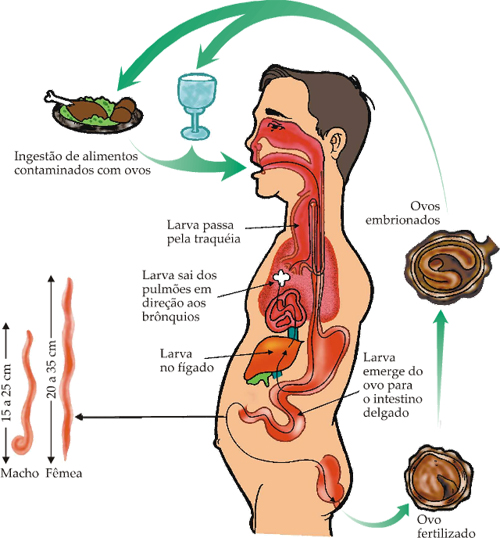 Ingestão de alimentos
contaminados com ovos
Ovos
embrionados
Larva passa
pela traquéia
Larva sai dos
pulmões em
direção aos
brônquios
Larva
no fígado
Larva
emerge do
ovo para
o intestino
delgado
15 a 25 cm
20 a 35 cm
Macho
Fêmea
Ovo
fertilizado